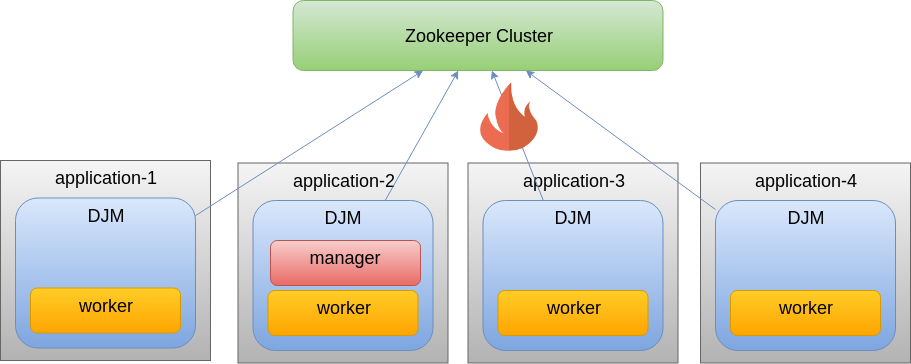 Zookeeper Cluster
application-1
application-2
application-3
application-4
DJM
DJM
DJM
DJM
manager
worker
worker
worker
worker